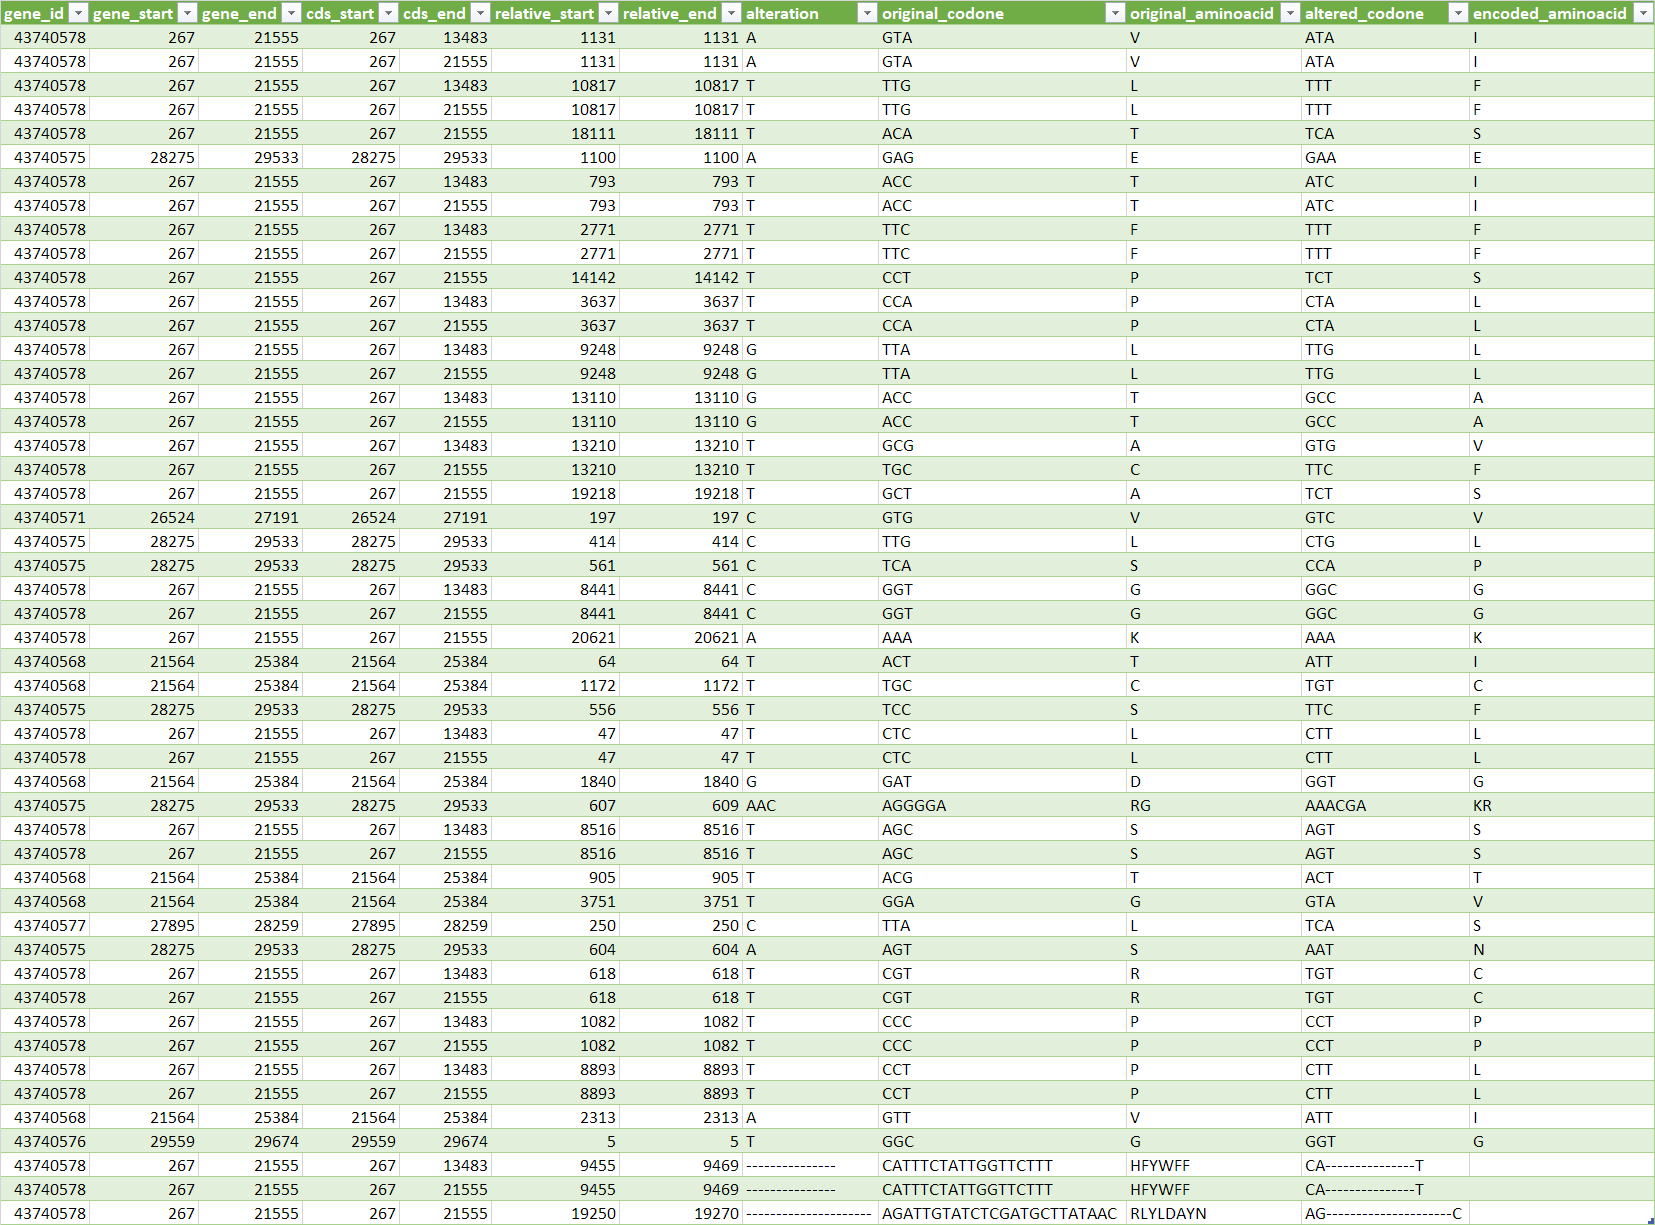 gene_id gene_start gene_end cds_start cds_end relative_start relative_end alteration original_codone original_aminoacid altered_codone encoded_aminoacid
43740578 267 21555 267 13483 1131 1131 A GTA V ATA I
43740578 267 21555 267 21555 1131 1131 A GTA V ATA I
43740578 267 21555 267 13483 10817 10817 T TTG L TTT F
43740578 267 21555 267 21555 10817 10817 T TTG L TTT F
43740578 267 21555 267 21555 18111 18111 T ACA T TCA S
43740575 28275 29533 28275 29533 1100 1100 A GAG E GAA E
43740578 267 21555 267 13483 793 793 T ACC T ATC I
43740578 267 21555 267 21555 793 793 T ACC T ATC I
43740578 267 21555 267 13483 2771 2771 T TTC F TTT F
43740578 267 21555 267 21555 2771 2771 T TTC F TTT F
43740578 267 21555 267 21555 14142 14142 T CCT P TCT S
43740578 267 21555 267 13483 3637 3637 T CCA P CTA L
43740578 267 21555 267 21555 3637 3637 T CCA P CTA L
43740578 267 21555 267 13483 9248 9248 G TTA L TTG L
43740578 267 21555 267 21555 9248 9248 G TTA L TTG L
43740578 267 21555 267 13483 13110 13110 G ACC T GCC A
43740578 267 21555 267 21555 13110 13110 G ACC T GCC A
43740578 267 21555 267 13483 13210 13210 T GCG A GTG V
43740578 267 21555 267 21555 13210 13210 T TGC C TTC F
43740578 267 21555 267 21555 19218 19218 T GCT A TCT S
43740571 26524 27191 26524 27191 197 197 C GTG V GTC V
43740575 28275 29533 28275 29533 414 414 C TTG L CTG L
43740575 28275 29533 28275 29533 561 561 C TCA S CCA P
43740578 267 21555 267 13483 8441 8441 C GGT G GGC G
43740578 267 21555 267 21555 8441 8441 C GGT G GGC G
43740578 267 21555 267 21555 20621 20621 A AAA K AAA K
43740568 21564 25384 21564 25384 64 64 T ACT T ATT I
43740568 21564 25384 21564 25384 1172 1172 T TGC C TGT C
43740575 28275 29533 28275 29533 556 556 T TCC S TTC F
43740578 267 21555 267 13483 47 47 T CTC L CTT L
43740578 267 21555 267 21555 47 47 T CTC L CTT L
43740568 21564 25384 21564 25384 1840 1840 G GAT D GGT G
43740575 28275 29533 28275 29533 607 609 AAC AGGGGA RG AAACGA KR
43740578 267 21555 267 13483 8516 8516 T AGC S AGT S
43740578 267 21555 267 21555 8516 8516 T AGC S AGT S
43740568 21564 25384 21564 25384 905 905 T ACG T ACT T
43740568 21564 25384 21564 25384 3751 3751 T GGA G GTA V
43740577 27895 28259 27895 28259 250 250 C TTA L TCA S
43740575 28275 29533 28275 29533 604 604 A AGT S AAT N
43740578 267 21555 267 13483 618 618 T CGT R TGT C
43740578 267 21555 267 21555 618 618 T CGT R TGT C
43740578 267 21555 267 13483 1082 1082 T CCC P CCT P
43740578 267 21555 267 21555 1082 1082 T CCC P CCT P
43740578 267 21555 267 13483 8893 8893 T CCT P CTT L
43740578 267 21555 267 21555 8893 8893 T CCT P CTT L
43740568 21564 25384 21564 25384 2313 2313 A GTT V ATT I
43740576 29559 29674 29559 29674 5 5 T GGC G GGT G
43740578 267 21555 267 13483 9455 9469 --------------- CATTTCTATTGGTTCTTT HFYWFF CA---------------T
43740578 267 21555 267 21555 9455 9469 --------------- CATTTCTATTGGTTCTTT HFYWFF CA---------------T
43740578 267 21555 267 21555 19250 19270 --------------------- AGATTGTATCTCGATGCTTATAAC RLYLDAYN AG---------------------C